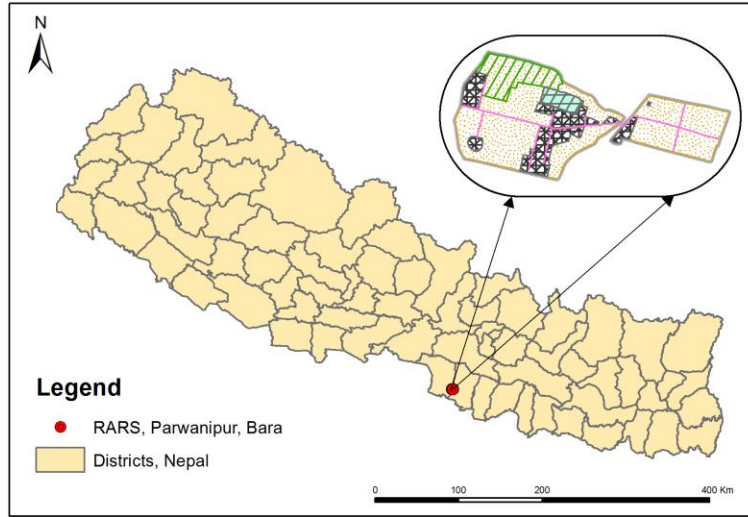 N
Legend
RARS, Parwanipur, Bara
Districts, Nepal
0 100 200 400 Km